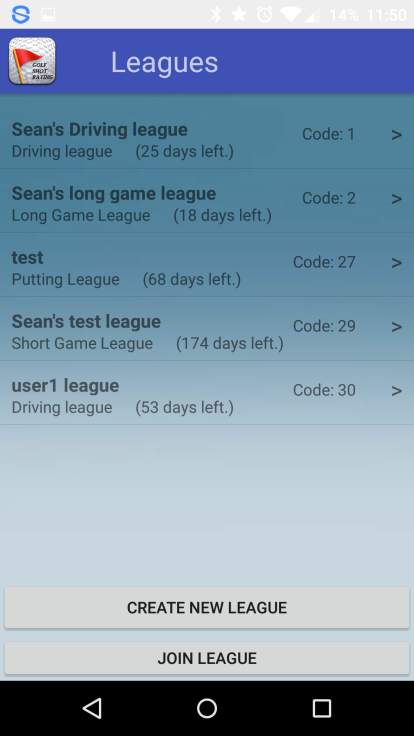 14% 11:50
GOLF
SHOT
RATING
Leagues
Sean's Driving league
Code: 1 >
Driving league (25 days left.)
Sean's long game league
Code: 2 >
Long Game League (18 days left.)
test
Code: 27 >
Putting League (68 days left.)
Sean's test league
Code: 29 >
Short Game League (174 days left.)
user1 league
Code: 30 >
Driving league (53 days left.)
CREATE NEW LEAGUE
JOIN LEAGUE